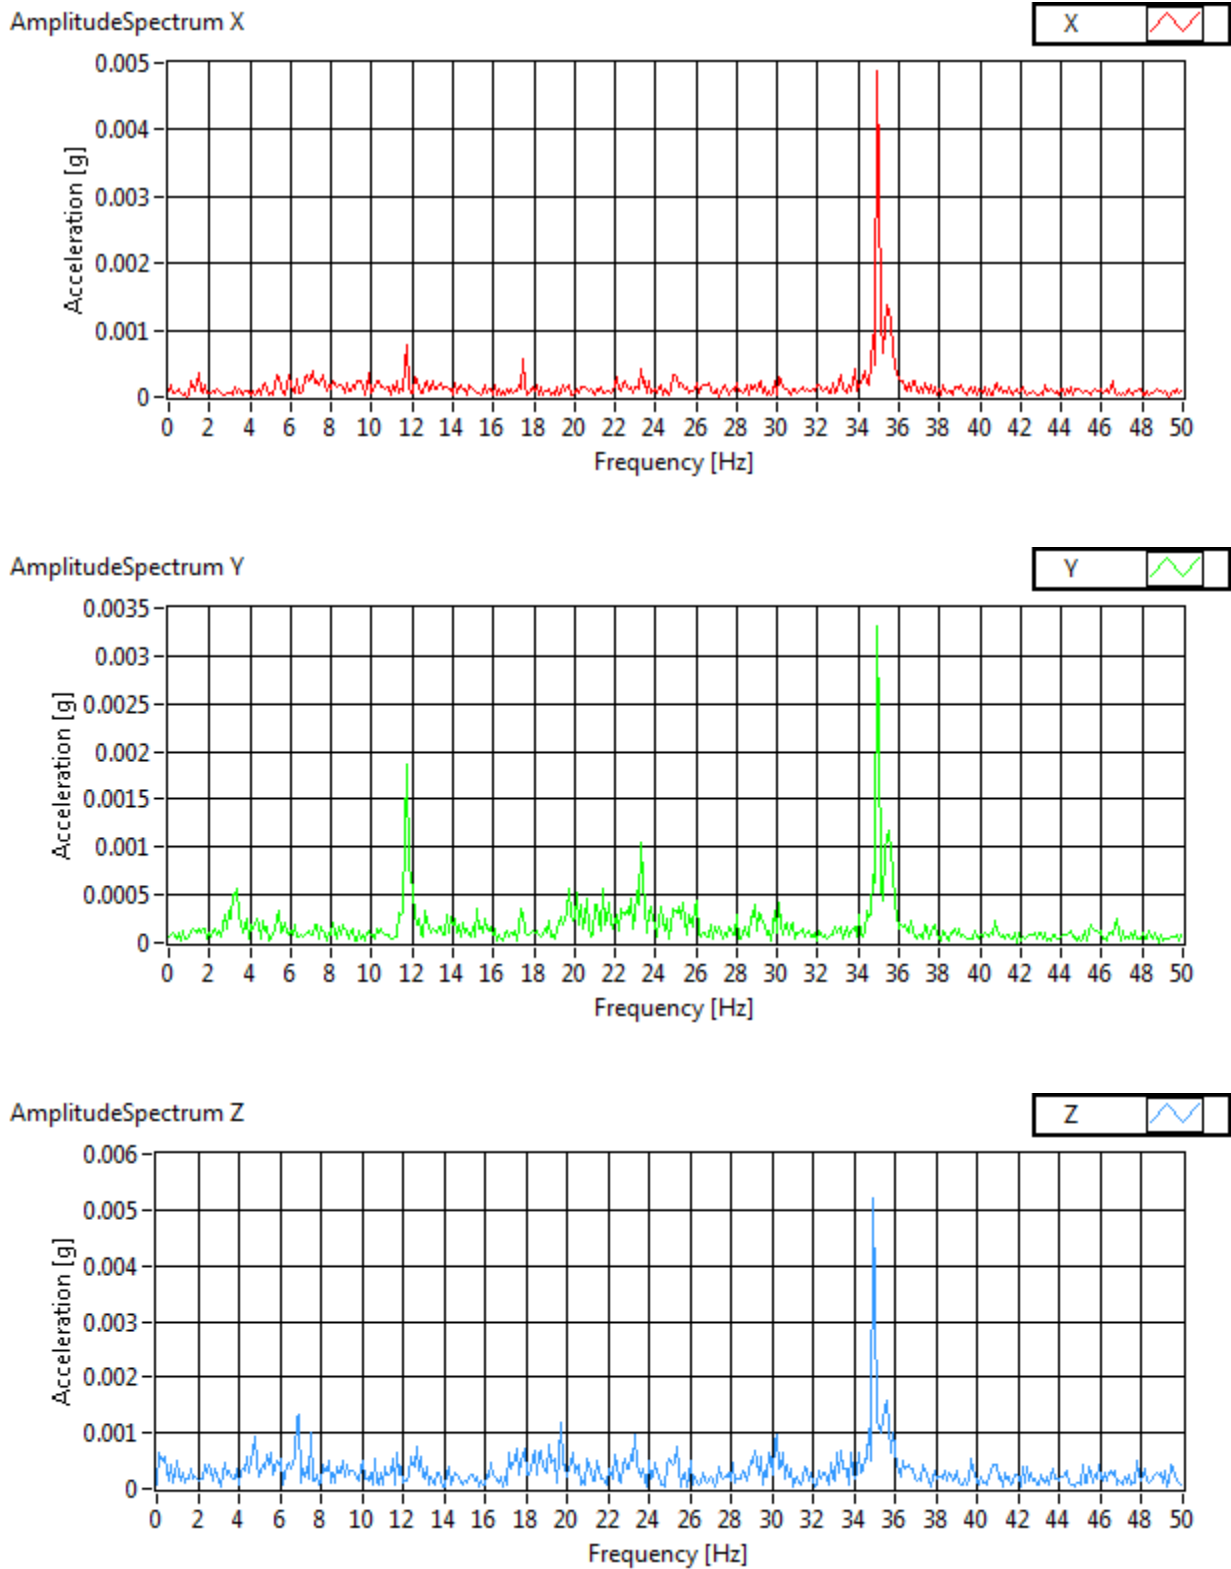 AmplitudeSpectrum X
X
Acceleration [g]
0.005
0.004
0.003
0.002
0.001
0
0 2 4 6 8 10 12 14 16 18 20 22 24 26 28 30 32 34 36 38 40 42 44 46 48 50
Frequency [Hz]
AmplitudeSpectrum Y
Y
Acceleration [g]
0.0035
0.003
0.0025
0.002
0.0015
0.001
0.0005
0
0 2 4 6 8 10 12 14 16 18 20 22 24 26 28 30 32 34 36 38 40 42 44 46 48 50
Frequency [Hz]
AmplitudeSpectrum Z
Z
Acceleration [g]
0.006
0.005
0.004
0.003
0.002
0.001
0
0 2 4 6 8 10 12 14 16 18 20 22 24 26 28 30 32 34 36 38 40 42 44 46 48 50
Frequency [Hz]